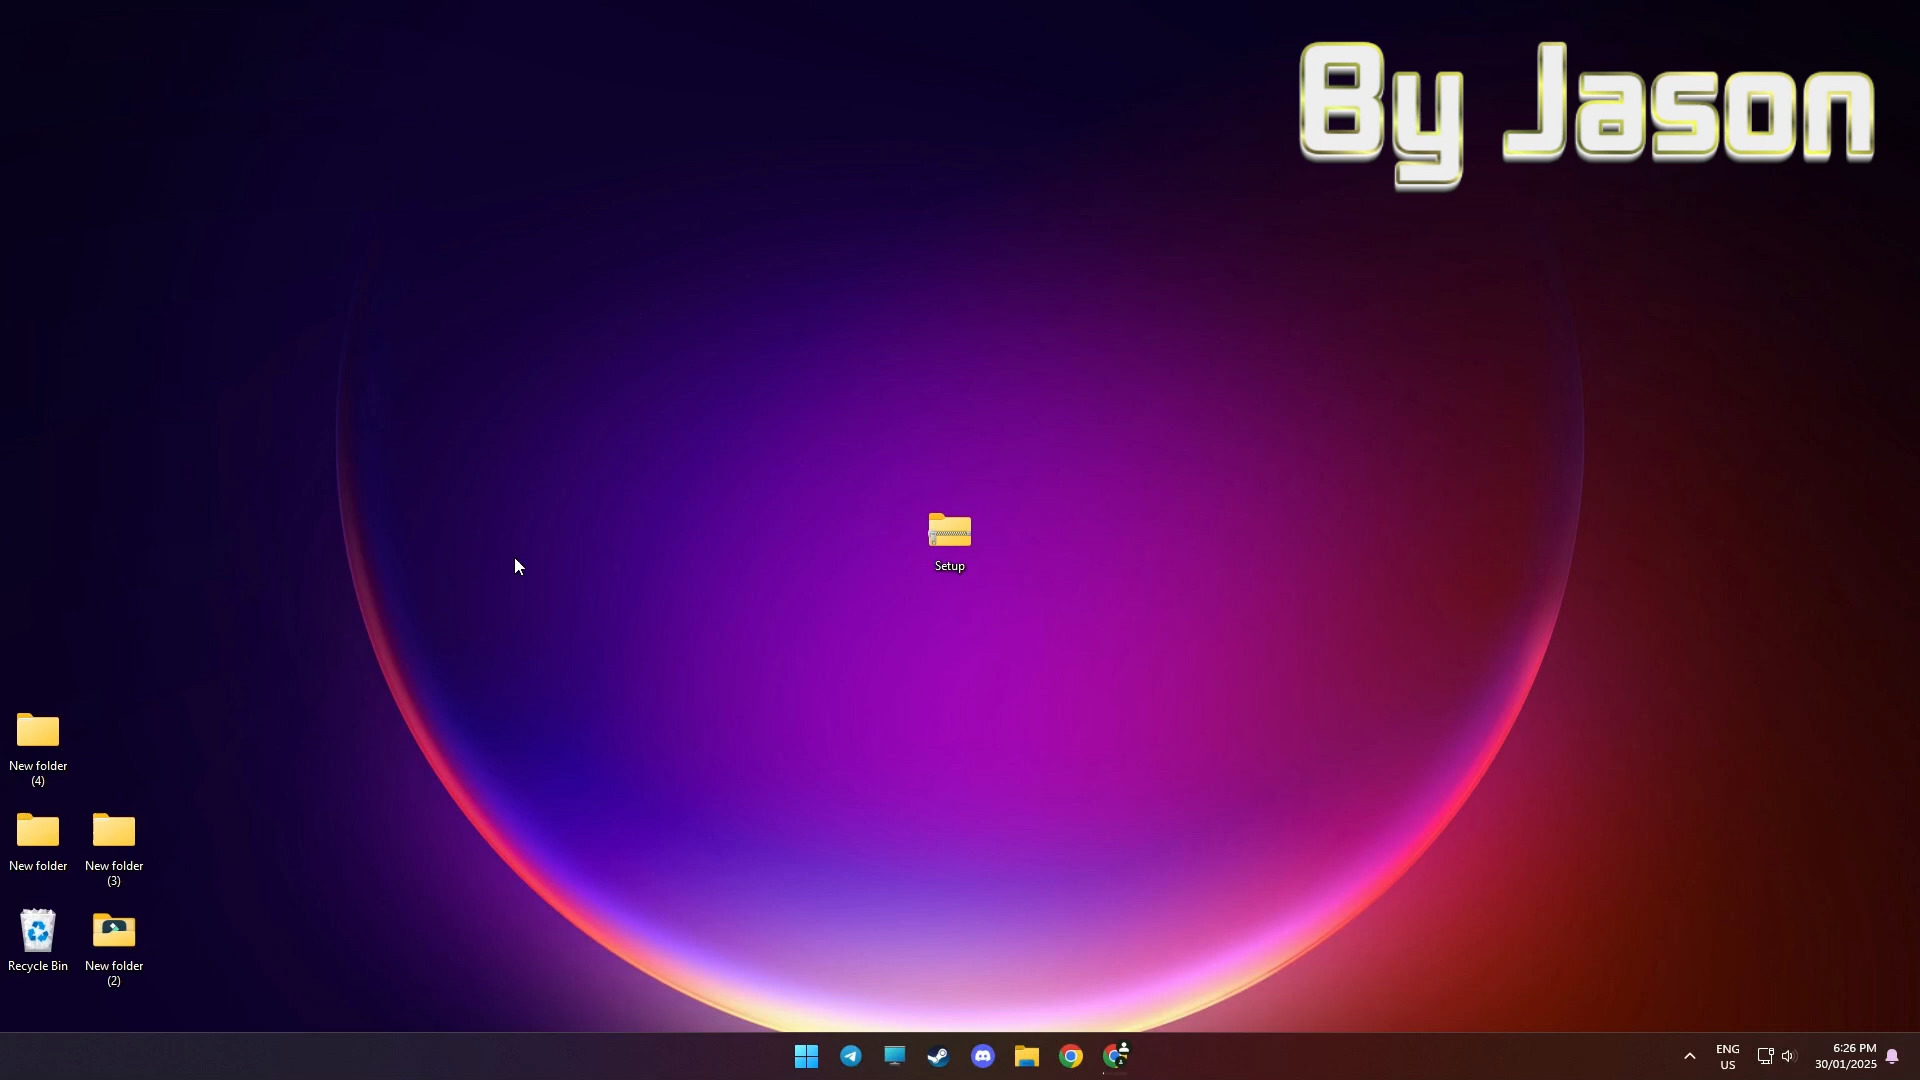 By Jason
Setup
New folder
(4)
New folder
New folder
(3)
Recycle Bin
New folder
(2)
ENG
US
6:26 PM
30/01/2025